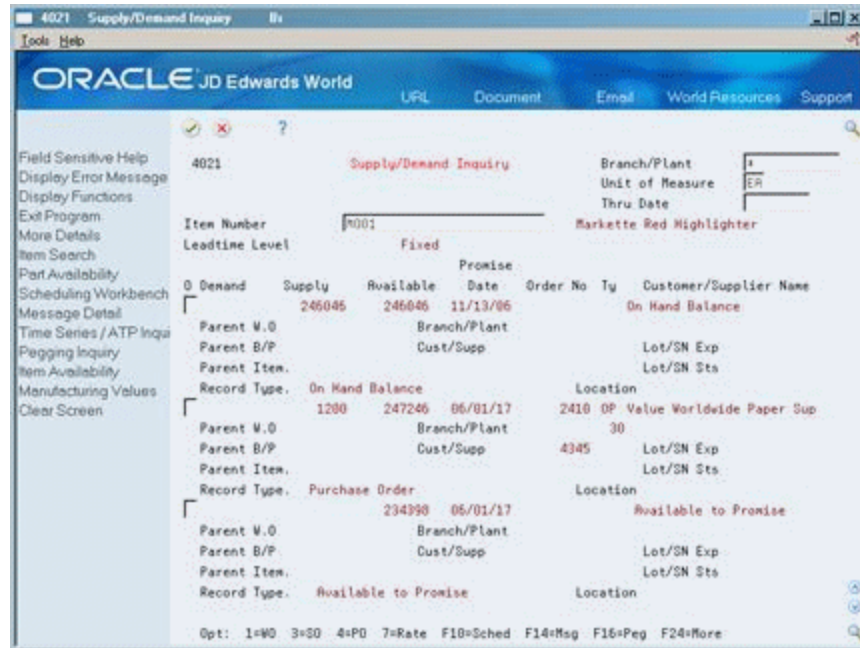 4021 Supply/Demand Inquiry
Tools Help
ORACLE JD Edwards World
URL Document Email World Resources Support
?
Field Sensitive Help
Display Error Message
Display Functions
Exit Program
More Details
Item Search
Part Availability
Scheduling Workbench
Message Detail
Time Series / ATP Inqui
Pegging Inquiry
Item Availability
Manufacturing Values
Clear Screen
4021 Supply/Demand Inquiry Branch/Plant *
Unit of Measure EA
Thru Date
Item Number M001 Markette Red Highlighter
Leadtime Level Fixed
Promise
O Demand Supply Available Date Order No Ty Customer/Supplier Name
246046 246046 11/13/06 On Hand Balance
Parent W.O Branch/Plant
Parent B/P Cust/Supp Lot/SN Exp
Parent Item. Lot/SN Sts
Record Type. On Hand Balance Location
1200 247246 06/01/17 2410 OP Value Worldwide Paper Sup
Parent W.O Branch/Plant 30
Parent B/P Cust/Supp 4345 Lot/SN Exp
Parent Item. Lot/SN Sts
Record Type. Purchase Order Location
234398 06/01/17 Available to Promise
Parent W.O Branch/Plant
Parent B/P Cust/Supp Lot/SN Exp
Parent Item. Lot/SN Sts
Record Type. Available to Promise Location
Opt: 1=WO 3=SO 4=PO 7=Rate F10=Sched F14=Msg F16=Peg F24=More